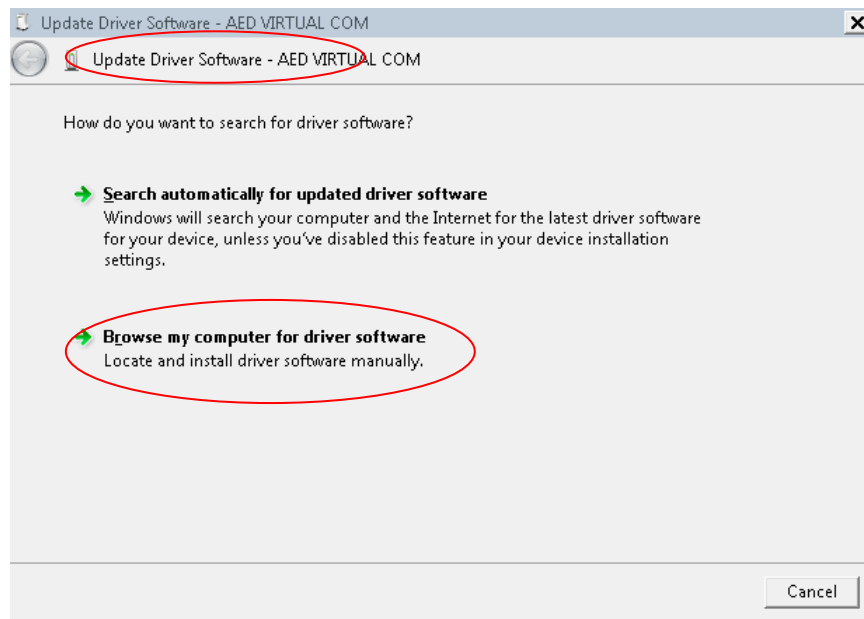 Update Driver Software - AED VIRTUAL COM
Update Driver Software - AED VIRTUAL COM
How do you want to search for driver software?
Search automatically for updated driver software
Windows will search your computer and the Internet for the latest driver software
for your device, unless you've disabled this feature in your device installation
settings.
Browse my computer for driver software
Locate and install driver software manually.
Cancel